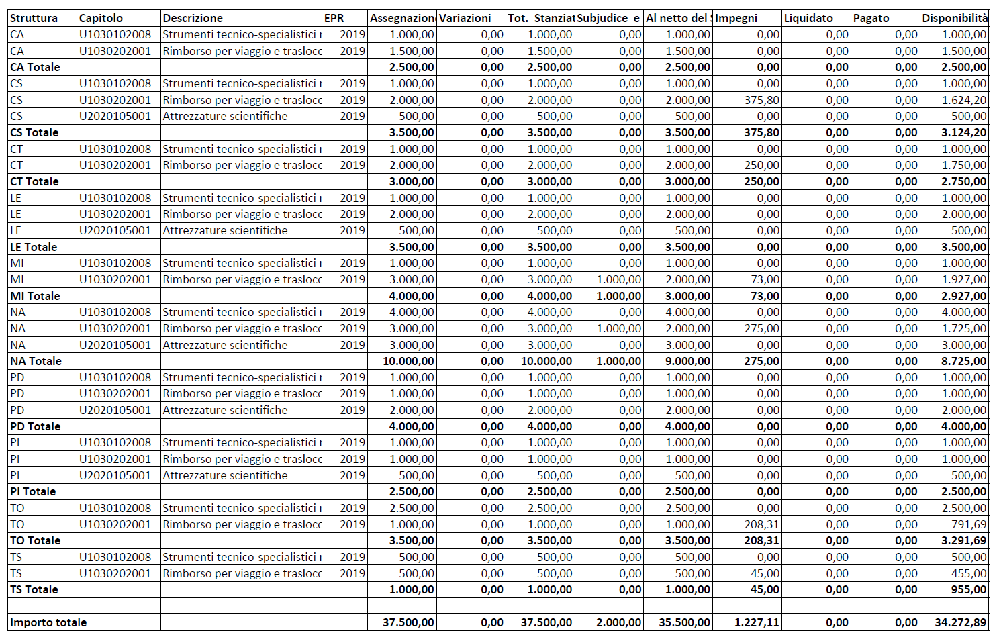 Struttura Capitolo Descrizione EPR Assegnazione Variazioni Tot. Stanziat Subjudice e Al netto del S Impegni Liquidato Pagato Disponibilità
CA U1030102008 Strumenti tecnico-specialistici 2019 1.000,00 0,00 1.000,00 0,00 1.000,00 0,00 0,00 0,00 1.000,00
CA U1030202001 Rimborso per viaggio e trasloco 2019 1.500,00 0,00 1.500,00 0,00 1.500,00 0,00 0,00 0,00 1.500,00
CA Totale 2.500,00 0,00 2.500,00 0,00 2.500,00 0,00 0,00 0,00 2.500,00
CS U1030102008 Strumenti tecnico-specialistici 2019 1.000,00 0,00 1.000,00 0,00 1.000,00 0,00 0,00 0,00 1.000,00
CS U1030202001 Rimborso per viaggio e trasloco 2019 2.000,00 0,00 2.000,00 0,00 2.000,00 375,80 0,00 0,00 1.624,20
CS U2020105001 Attrezzature scientifiche 2019 500,00 0,00 500,00 0,00 500,00 0,00 0,00 0,00 500,00
CS Totale 3.500,00 0,00 3.500,00 0,00 3.500,00 375,80 0,00 0,00 3.124,20
CT U1030102008 Strumenti tecnico-specialistici 2019 1.000,00 0,00 1.000,00 0,00 1.000,00 0,00 0,00 0,00 1.000,00
CT U1030202001 Rimborso per viaggio e trasloco 2019 2.000,00 0,00 2.000,00 0,00 2.000,00 250,00 0,00 0,00 1.750,00
CT Totale 3.000,00 0,00 3.000,00 0,00 3.000,00 250,00 0,00 0,00 2.750,00
LE U1030102008 Strumenti tecnico-specialistici 2019 1.000,00 0,00 1.000,00 0,00 1.000,00 0,00 0,00 0,00 1.000,00
LE U1030202001 Rimborso per viaggio e trasloco 2019 2.000,00 0,00 2.000,00 0,00 2.000,00 0,00 0,00 0,00 2.000,00
LE U2020105001 Attrezzature scientifiche 2019 500,00 0,00 500,00 0,00 500,00 0,00 0,00 0,00 500,00
LE Totale 3.500,00 0,00 3.500,00 0,00 3.500,00 0,00 0,00 0,00 3.500,00
MI U1030102008 Strumenti tecnico-specialistici 2019 1.000,00 0,00 1.000,00 0,00 1.000,00 0,00 0,00 0,00 1.000,00
MI U1030202001 Rimborso per viaggio e trasloco 2019 3.000,00 0,00 3.000,00 1.000,00 2.000,00 73,00 0,00 0,00 1.927,00
MI Totale 4.000,00 0,00 4.000,00 1.000,00 3.000,00 73,00 0,00 0,00 2.927,00
NA U1030102008 Strumenti tecnico-specialistici 2019 4.000,00 0,00 4.000,00 0,00 4.000,00 0,00 0,00 0,00 4.000,00
NA U1030202001 Rimborso per viaggio e trasloco 2019 3.000,00 0,00 3.000,00 1.000,00 2.000,00 275,00 0,00 0,00 1.725,00
NA U2020105001 Attrezzature scientifiche 2019 3.000,00 0,00 3.000,00 0,00 3.000,00 0,00 0,00 0,00 3.000,00
NA Totale 10.000,00 0,00 10.000,00 1.000,00 9.000,00 275,00 0,00 0,00 8.725,00
PD U1030102008 Strumenti tecnico-specialistici 2019 1.000,00 0,00 1.000,00 0,00 1.000,00 0,00 0,00 0,00 1.000,00
PD U1030202001 Rimborso per viaggio e trasloco 2019 1.000,00 0,00 1.000,00 0,00 1.000,00 0,00 0,00 0,00 1.000,00
PD U2020105001 Attrezzature scientifiche 2019 2.000,00 0,00 2.000,00 0,00 2.000,00 0,00 0,00 0,00 2.000,00
PD Totale 4.000,00 0,00 4.000,00 0,00 4.000,00 0,00 0,00 0,00 4.000,00
PI U1030102008 Strumenti tecnico-specialistici 2019 1.000,00 0,00 1.000,00 0,00 1.000,00 0,00 0,00 0,00 1.000,00
PI U1030202001 Rimborso per viaggio e trasloco 2019 1.000,00 0,00 1.000,00 0,00 1.000,00 0,00 0,00 0,00 1.000,00
PI U2020105001 Attrezzature scientifiche 2019 500,00 0,00 500,00 0,00 500,00 0,00 0,00 0,00 500,00
PI Totale 2.500,00 0,00 2.500,00 0,00 2.500,00 0,00 0,00 0,00 2.500,00
TO U1030102008 Strumenti tecnico-specialistici 2019 2.500,00 0,00 2.500,00 0,00 2.500,00 0,00 0,00 0,00 2.500,00
TO U1030202001 Rimborso per viaggio e trasloco 2019 1.000,00 0,00 1.000,00 0,00 1.000,00 208,31 0,00 0,00 791,69
TO Totale 3.500,00 0,00 3.500,00 0,00 3.500,00 208,31 0,00 0,00 3.291,69
TS U1030102008 Strumenti tecnico-specialistici 2019 500,00 0,00 500,00 0,00 500,00 0,00 0,00 0,00 500,00
TS U1030202001 Rimborso per viaggio e trasloco 2019 500,00 0,00 500,00 0,00 500,00 45,00 0,00 0,00 455,00
TS Totale 1.000,00 0,00 1.000,00 0,00 1.000,00 45,00 0,00 0,00 955,00
Importo totale 37.500,00 0,00 37.500,00 2.000,00 35.500,00 1.227,11 0,00 0,00 34.272,89